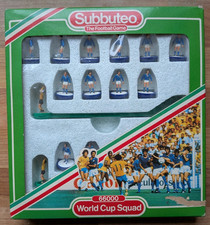 Subbuteo
The Football Game
66000
World Cup Squad